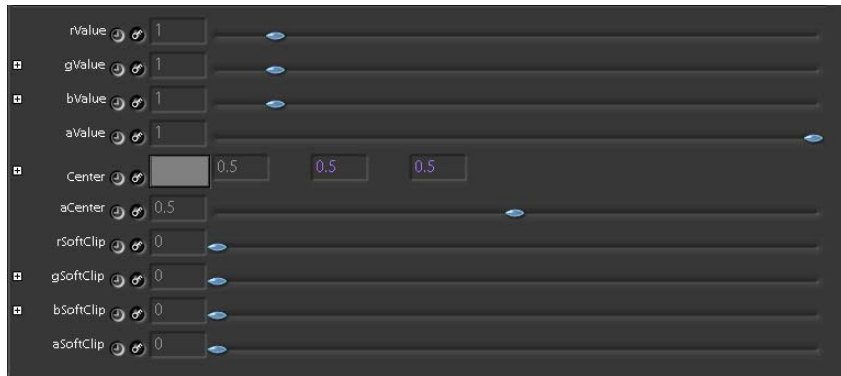 rValue 1
gValue 1
bValue 1
aValue 1
Center 0.5 0.5 0.5
aCenter 0.5
rSoftClip 0
gSoftClip 0
bSoftClip 0
aSoftClip 0